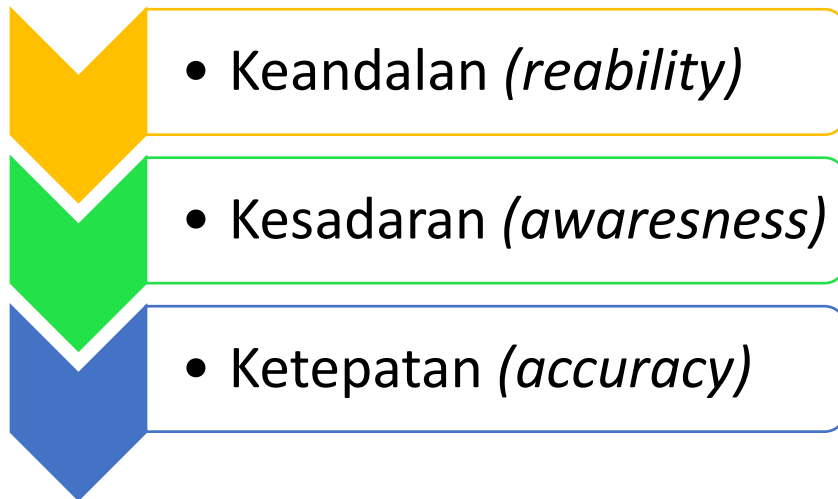 • Keandalan (reability)
• Kesadaran (awaresness)
• Ketepatan (accuracy)